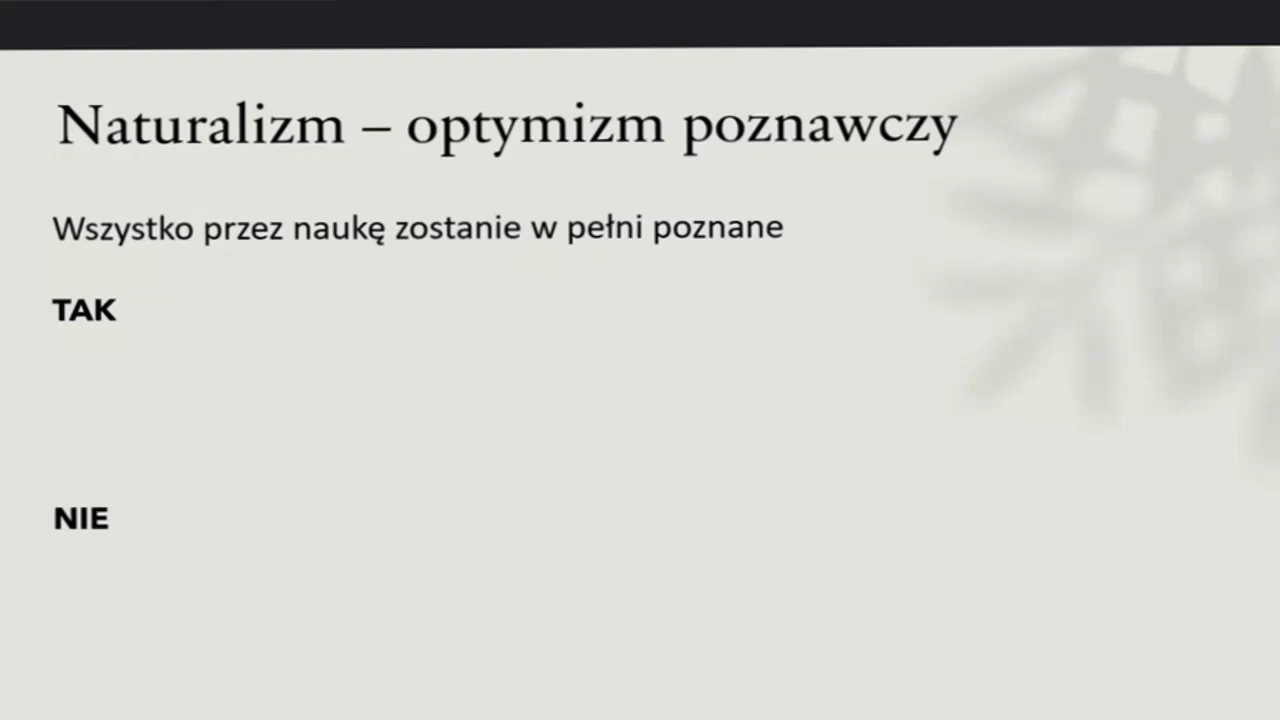 Naturalizm – optymizm poznawczy
Wszystko przez naukę zostanie w pełni poznane
TAK
NIE